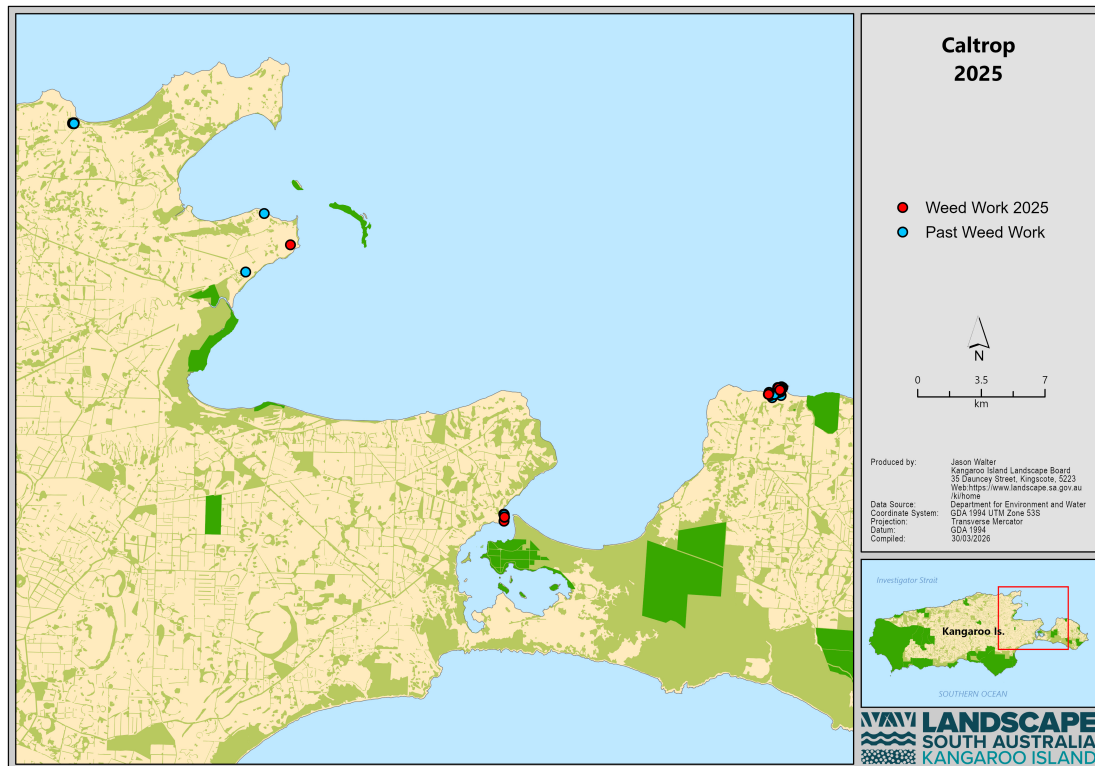 Caltrop
2025
Weed Work 2025
Past Weed Work
N
0 3.5 7
km
Produced by: Jason Walter
Kangaroo Island Landscape Board
35 Dauncey Street, Kingscote, 5223
Web:https://www.landscape.sa.gov.au
/ki/home
Data Source: Department for Environment and Water
Coordinate System: GDA 1994 UTM Zone 53S
Projection: Transverse Mercator
Datum: GDA 1994
Compiled: 30/03/2026
Investigator Strait
Kangaroo Is.
SOUTHERN OCEAN
LANDSCAPE
SOUTH AUSTRALIA
KANGAROO ISLAND